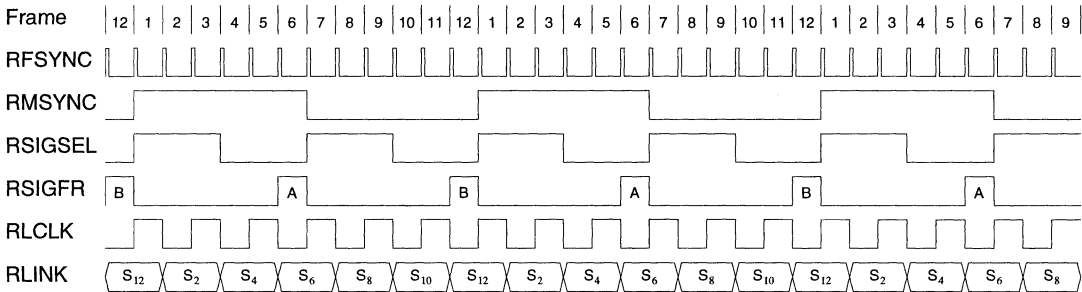 Frame 12 1 2 3 4 5 6 7 8 9 10 11 12 1 2 3 4 5 6 7 8 9 10 11 12 1 2 3 4 5 6 7 8 9
RFSYNC
RMSYNC
RSIGSEL
RSIGFR B A B A B A
RLCLK
RLINK S12 S2 S4 S6 S8 S10 S12 S2 S4 S6 S8 S10 S12 S2 S4 S6 S8